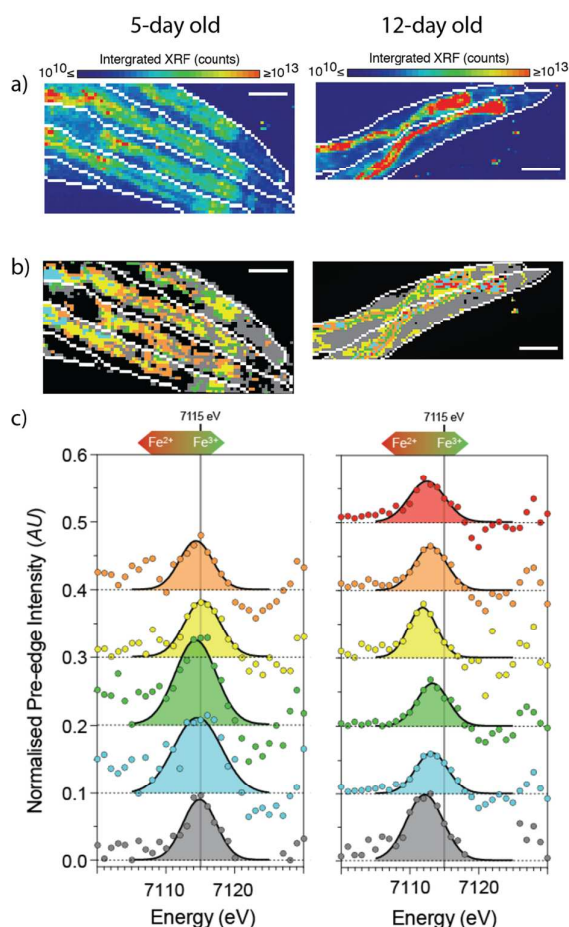 5-day old 12-day old
Intergrated XRF (counts) Intergrated XRF (counts)
10¹⁰≤ ≥10¹³ 10¹⁰≤ ≥10¹³
a)
b)
c)
7115 eV 7115 eV
Fe²⁺ Fe³⁺ Fe²⁺ Fe³⁺
0.6
0.5
0.4
0.3
0.2
0.1
0.0
Normalised Pre-edge Intensity (AU)
7110 7120 7110 7120
Energy (eV) Energy (eV)